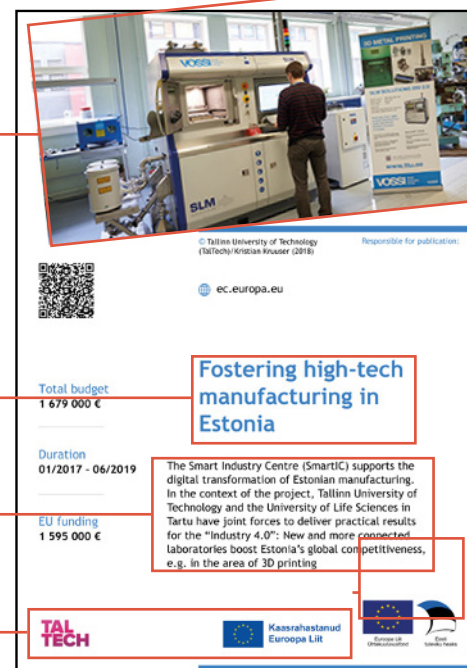 VOSSI
SLM
3D METAL PRINTING
VOSSI
© Tallinn University of Technology
(TalTech)/Kristian Kruuser (2018)
Responsible for publication:
ec.europa.eu
Total budget
1 679 000 €
Fostering high-tech
manufacturing in
Estonia
Duration
01/2017 - 06/2019
The Smart Industry Centre (SmartIC) supports the
digital transformation of Estonian manufacturing.
In the context of the project, Tallinn University of
Technology and the University of Life Sciences in
Tartu have joint forces to deliver practical results
for the “Industry 4.0”: New and more connected
laboratories boost Estonia’s global competitiveness,
e.g. in the area of 3D printing
EU funding
1 595 000 €
TAL
TECH
Kaasrahastanud
Euroopa Liit
Euroopa Liit
Eesti
tuleviku heaks